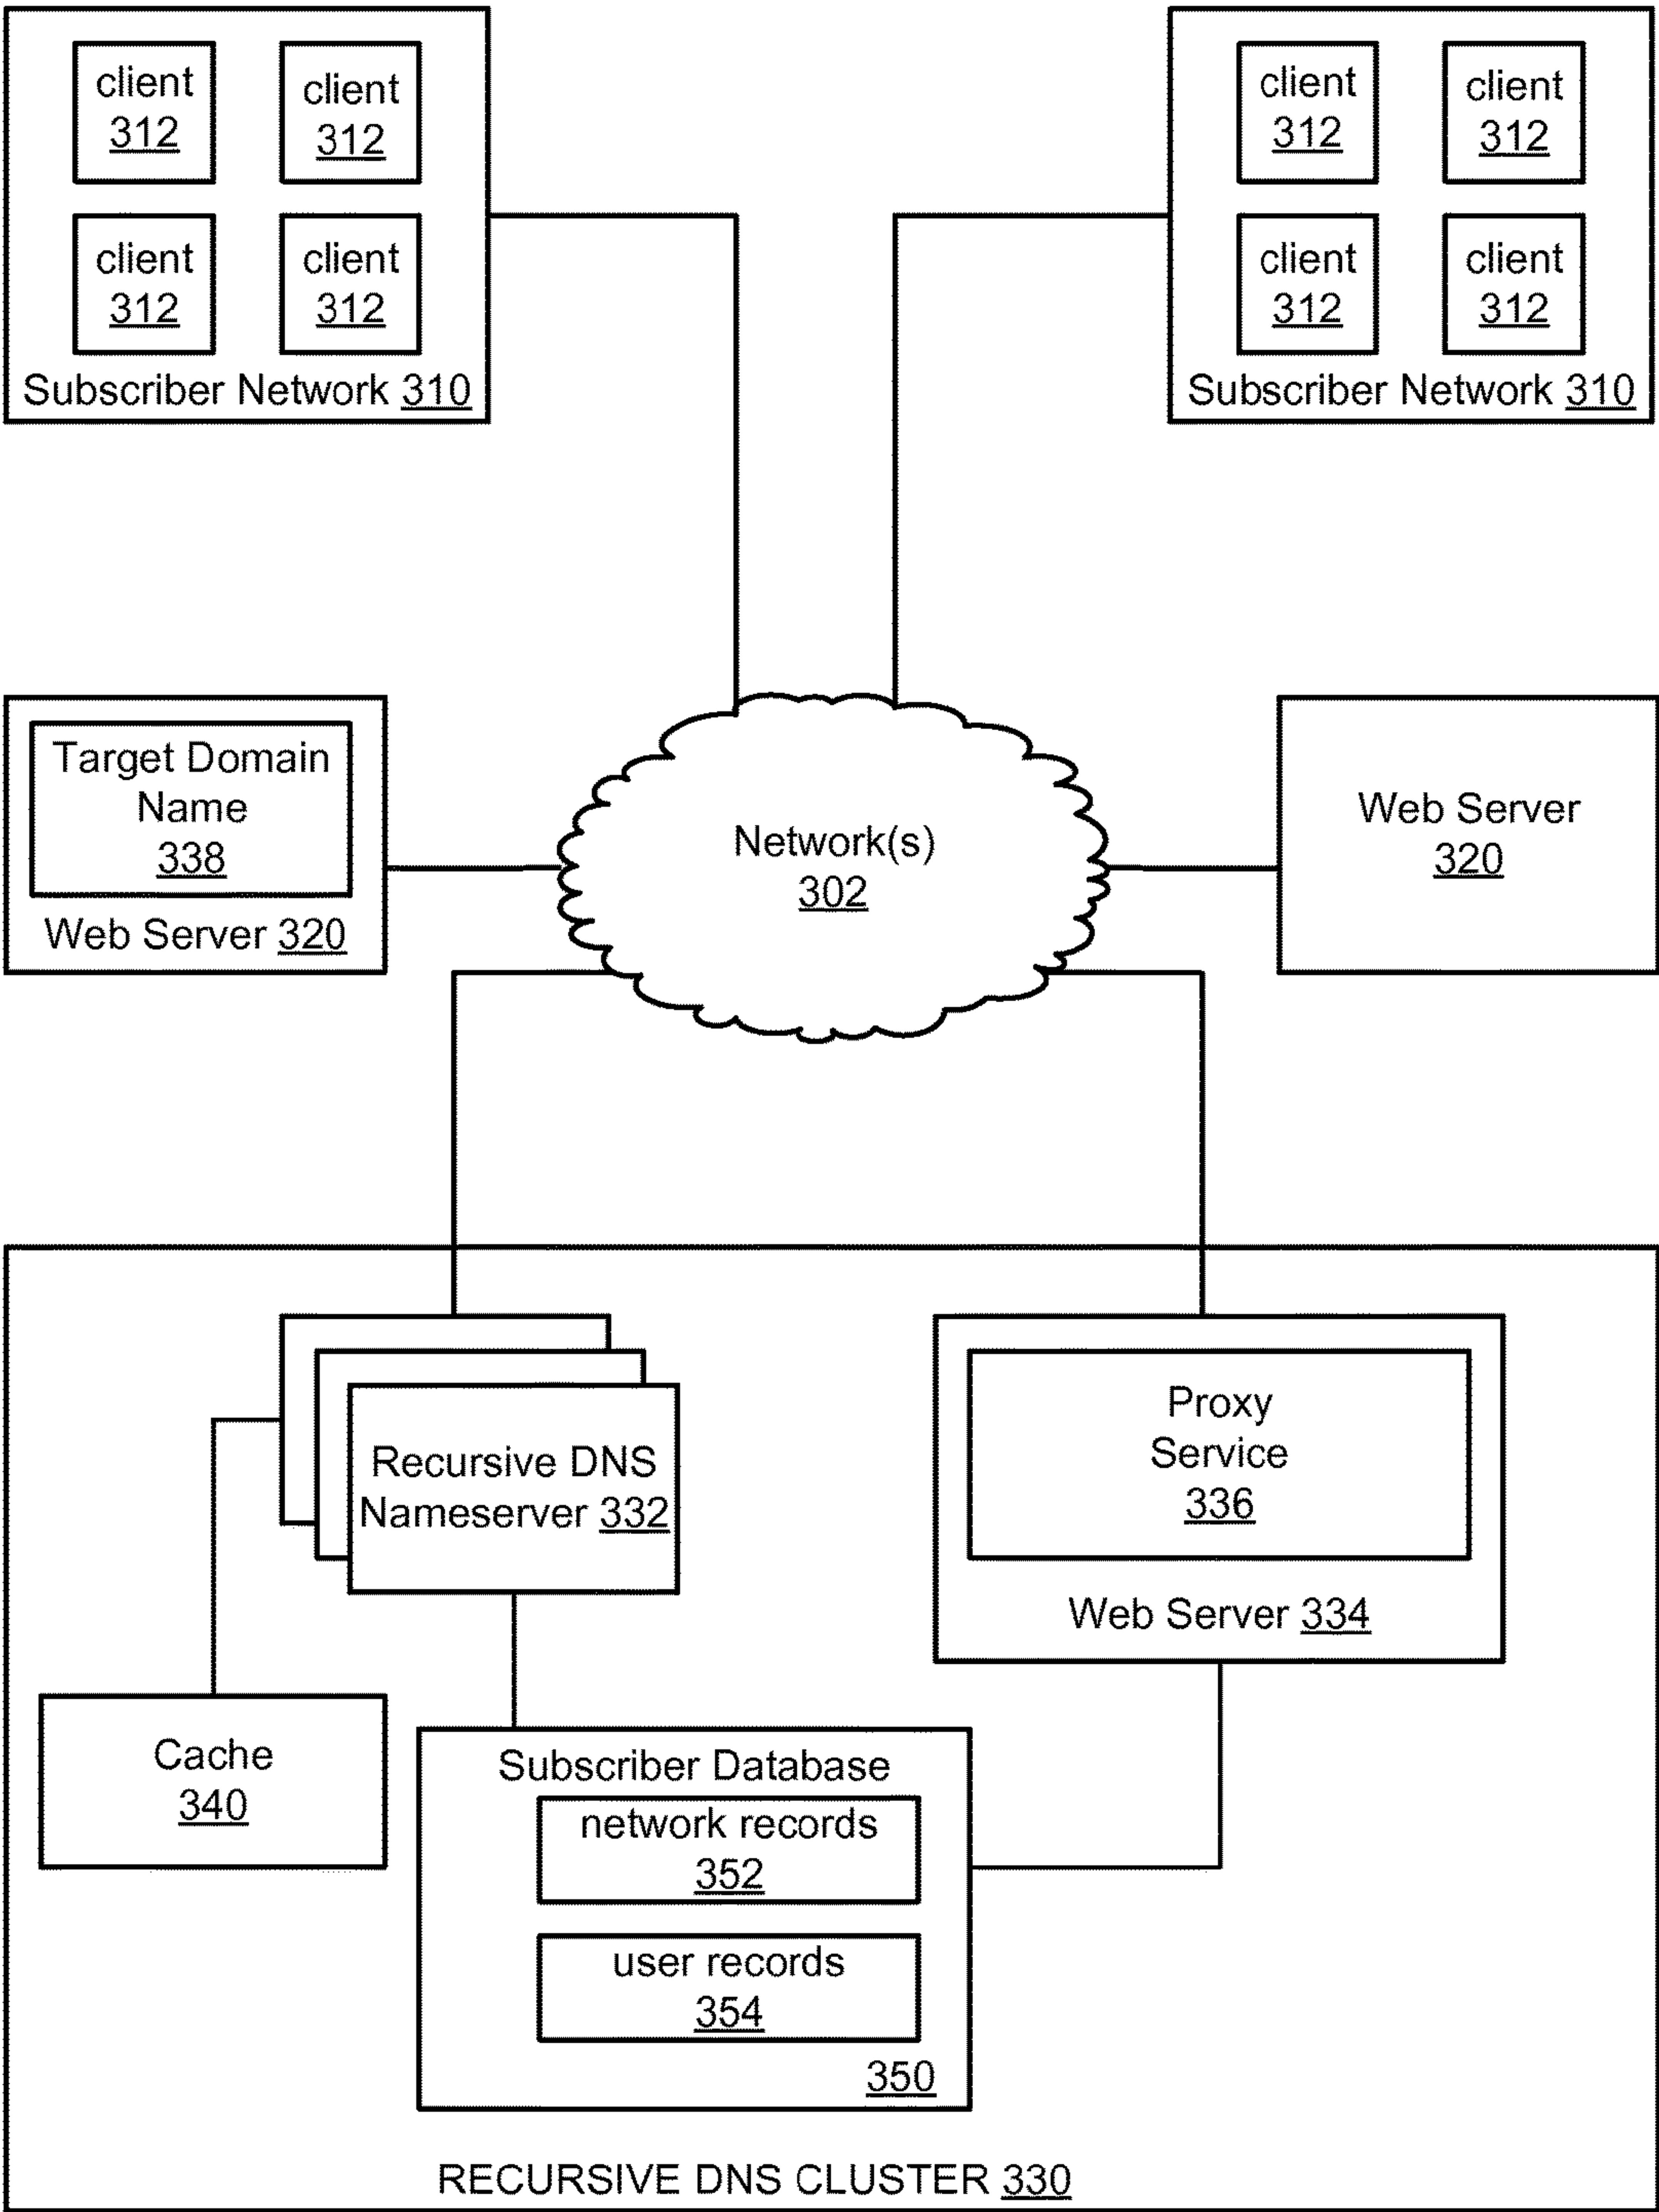 client
312
client
312
client
312
client
312
Subscriber Network 310
client
312
client
312
client
312
client
312
Subscriber Network 310
Target Domain
Name
338
Web Server 320
Network(s)
302
Web Server
320
Recursive DNS
Nameserver 332
Proxy
Service
336
Web Server 334
Cache
340
Subscriber Database
network records
352
user records
354
350
RECURSIVE DNS CLUSTER 330